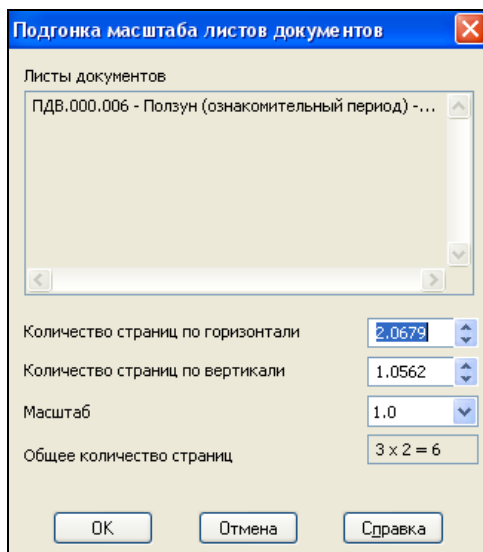 Подгонка масштаба листов документов
Листы документов
ПДВ.000.006 - Ползун (ознакомительный период) -...
Количество страниц по горизонтали 2.0679
Количество страниц по вертикали 1.0562
Масштаб 1.0
Общее количество страниц 3 x 2 = 6
OK Отмена Справка